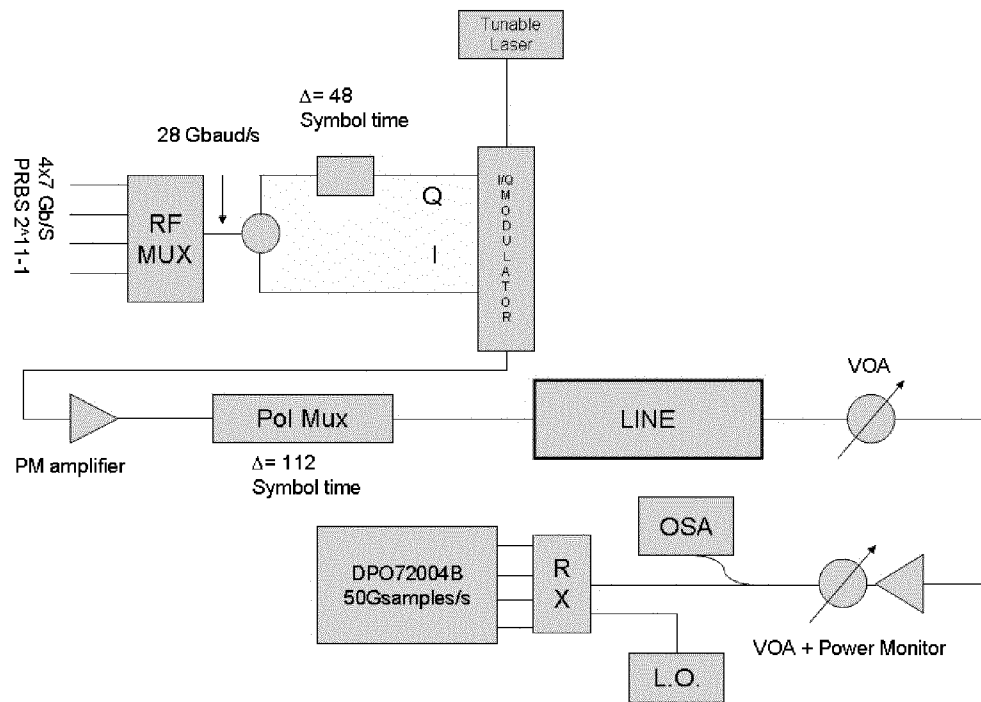 Tunable
Laser
Δ= 48
Symbol time
28 Gbaud/s
4x7 Gb/S
PRBS 2^11-1
RF
MUX
Q
I
I/Q
MODULATOR
VOA
Pol Mux
LINE
PM amplifier
Δ= 112
Symbol time
OSA
DPO72004B
50Gsamples/s
R
X
VOA + Power Monitor
L.O.